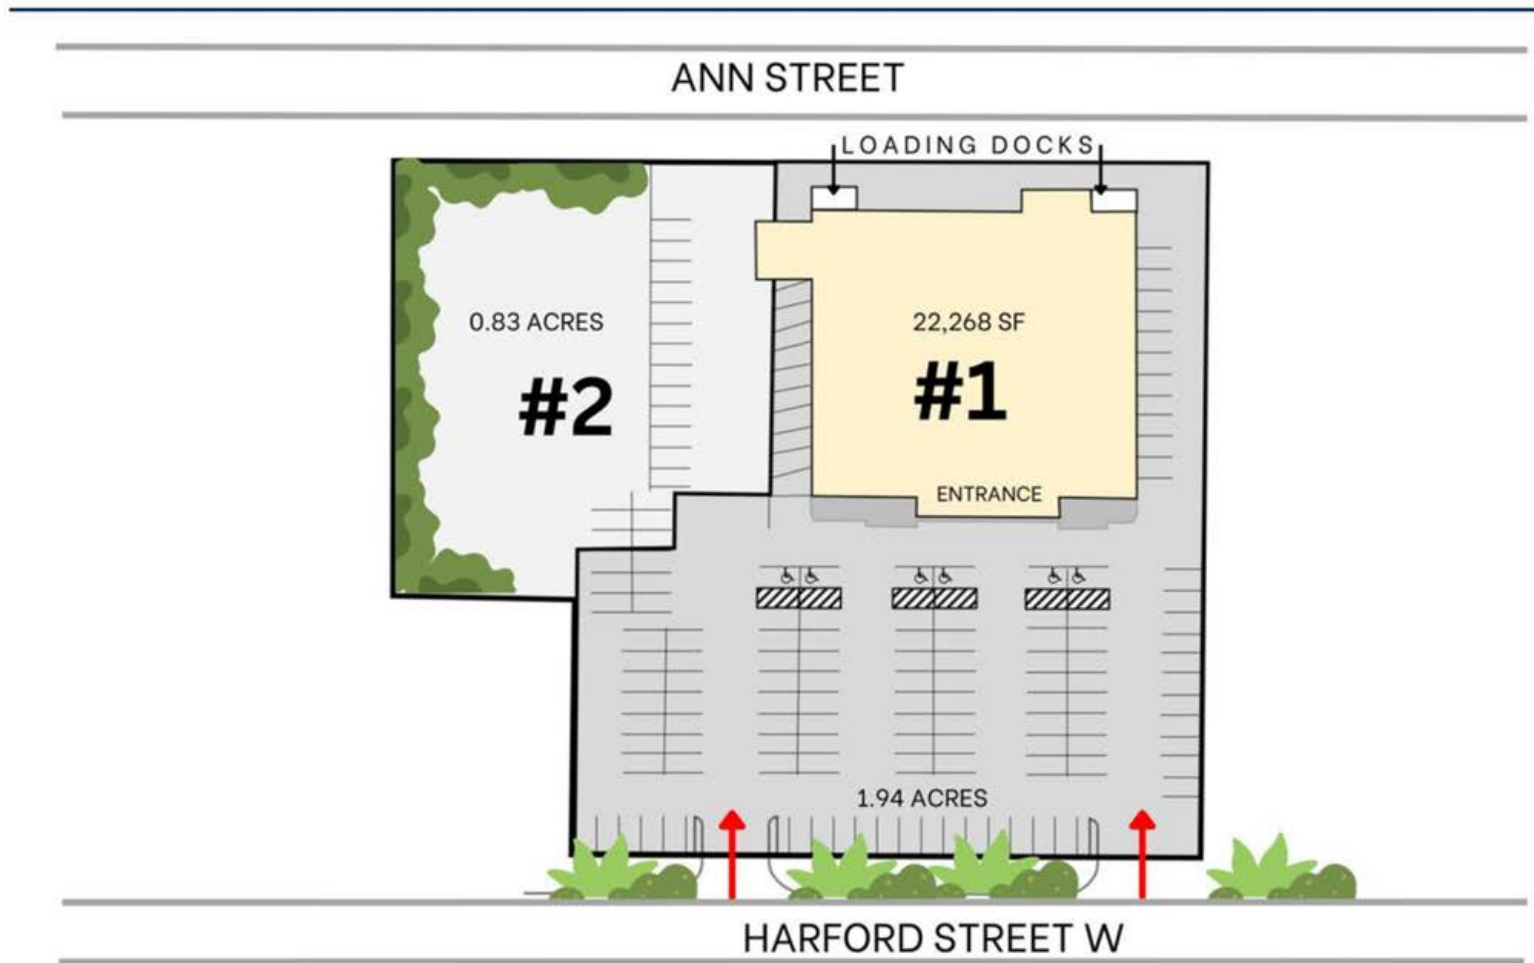 ANN STREET
LOADING DOCKS
0.83 ACRES
22,268 SF
#2
#1
ENTRANCE
1.94 ACRES
HARFORD STREET W